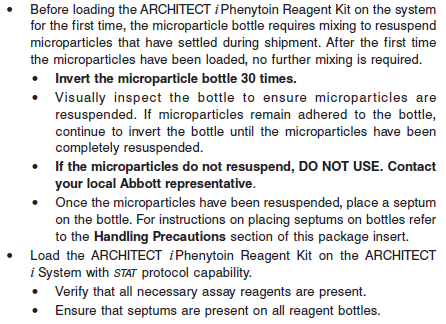 • Before loading the ARCHITECT i Phenytoin Reagent Kit on the system
for the first time, the microparticle bottle requires mixing to resuspend
microparticles that have settled during shipment. After the first time
the microparticles have been loaded, no further mixing is required.
• Invert the microparticle bottle 30 times.
• Visually inspect the bottle to ensure microparticles are
resuspended. If microparticles remain adhered to the bottle,
continue to invert the bottle until the microparticles have been
completely resuspended.
• If the microparticles do not resuspend, DO NOT USE. Contact
your local Abbott representative.
• Once the microparticles have been resuspended, place a septum
on the bottle. For instructions on placing septums on bottles refer
to the Handling Precautions section of this package insert.
• Load the ARCHITECT i Phenytoin Reagent Kit on the ARCHITECT
i System with STAT protocol capability.
• Verify that all necessary assay reagents are present.
• Ensure that septums are present on all reagent bottles.